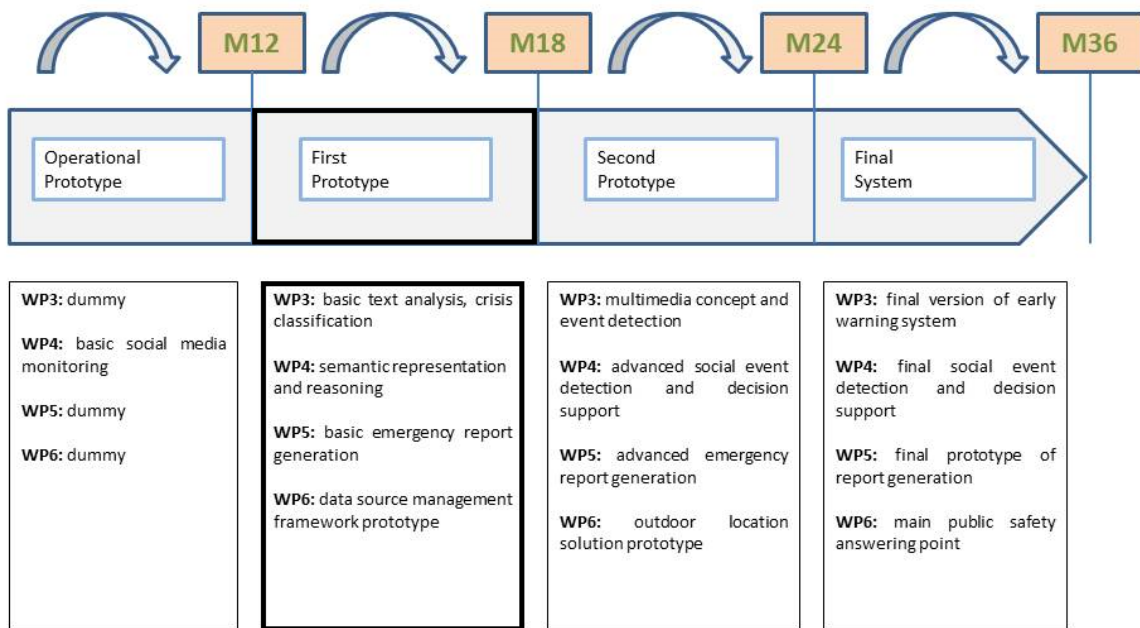 M12
M18
M24
M36
Operational
Prototype
First
Prototype
Second
Prototype
Final
System
WP3: dummy
WP4: basic social media
monitoring
WP5: dummy
WP6: dummy
WP3: basic text analysis, crisis
classification
WP4: semantic representation
and reasoning
WP5: basic emergency report
generation
WP6: data source management
framework prototype
WP3: multimedia concept and
event detection
WP4: advanced social event
detection and decision
support
WP5: advanced emergency
report generation
WP6: outdoor location
solution prototype
WP3: final version of early
warning system
WP4: final social event
detection and decision
support
WP5: final prototype of
report generation
WP6: main public safety
answering point